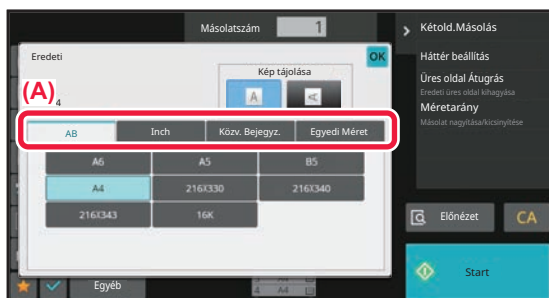 Másolatszám 1
Kétold.Másolás
Eredeti
OK
Háttér beállítás
Kép tájolása
Üres oldal Átugrás
Eredeti üres oldal kihagyása
(A)
4
A
A
Méretarány
Másolat nagyítása/kicsinyítése
AB Inch Közv. Bejegyz. Egyedi Méret
A6 A5 B5
A4 216X330 216X340
216X343 16K
Előnézet CA
Start
Egyéb
4 A4